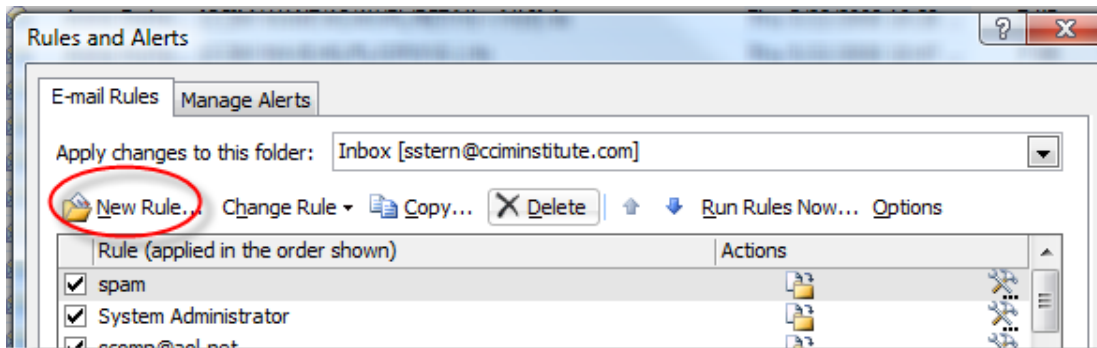 Rules and Alerts
E-mail Rules Manage Alerts
Apply changes to this folder: Inbox [sstern@cciminstitute.com]
New Rule... Change Rule Copy... Delete Run Rules Now... Options
Rule (applied in the order shown) Actions
spam
System Administrator